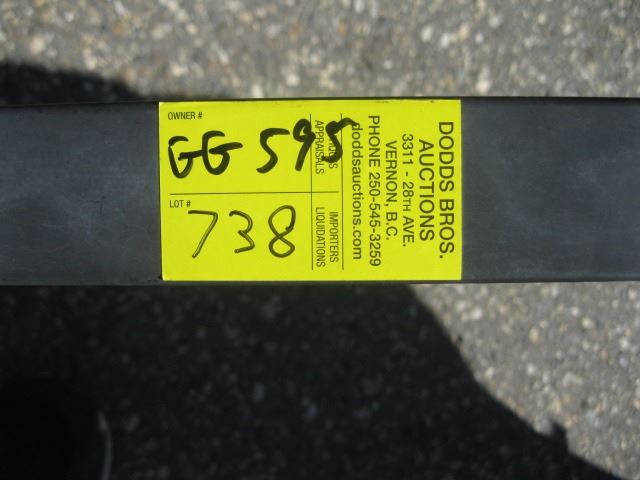 OWNER #
GG 595
LOT #
738
APPRAISALS
IMPORTERS
LIQUIDATIONS
DODDS BROS.
AUCTIONS
3311 - 28TH AVE.
VERNON, B.C.
PHONE 250-545-3259
doddsauctions.com